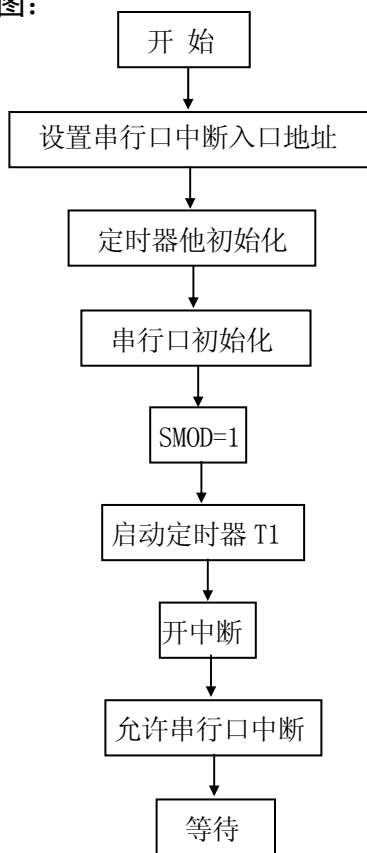 图：
开 始
设置串行口中断入口地址
定时器他初始化
串行口初始化
SMOD=1
启动定时器 T1
开中断
允许串行口中断
等待